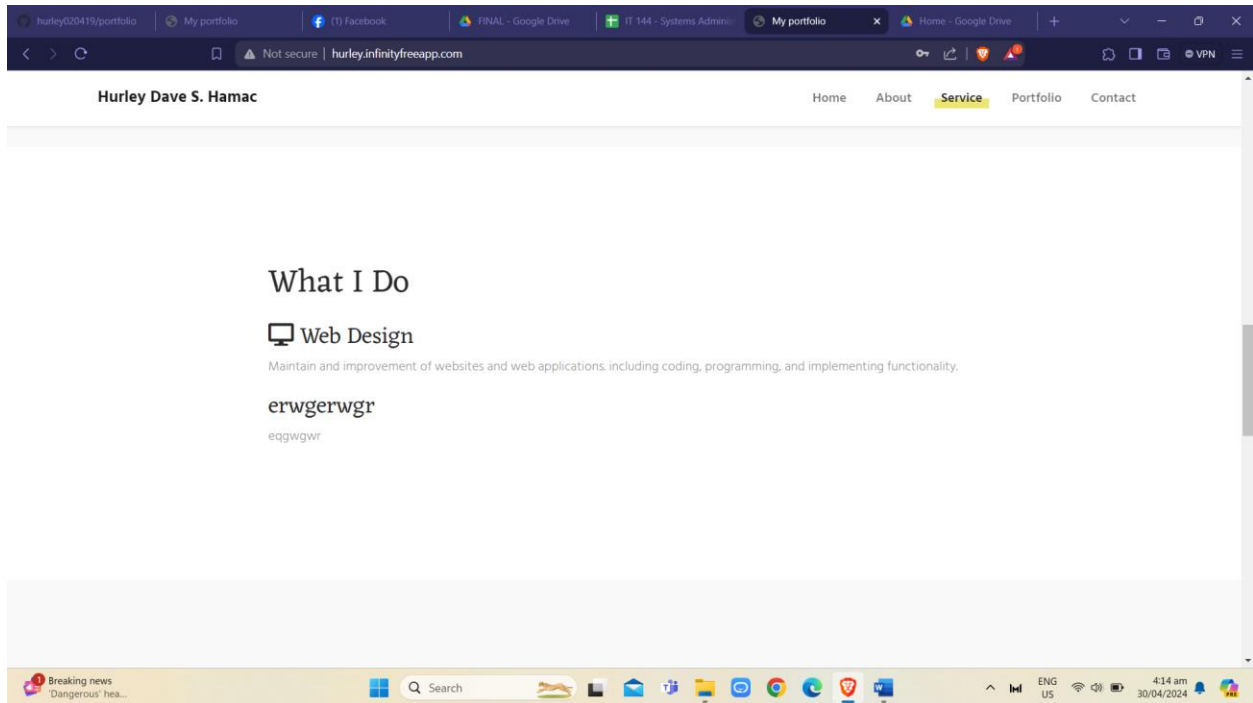 hurley020419/portfolio
My portfolio
(1) Facebook
FINAL - Google Drive
IT 144 - Systems Adminis
My portfolio
Home - Google Drive
Not secure | hurley.infinityfreeapp.com
VPN
Hurley Dave S. Hamac
Home About Service Portfolio Contact
What I Do
Web Design
Maintain and improvement of websites and web applications. including coding, programming, and implementing functionality.
erwgerwgr
eqgwgwr
1
Breaking news
'Dangerous' hea...
Search
ENG
US
4:14 am
30/04/2024
PRE